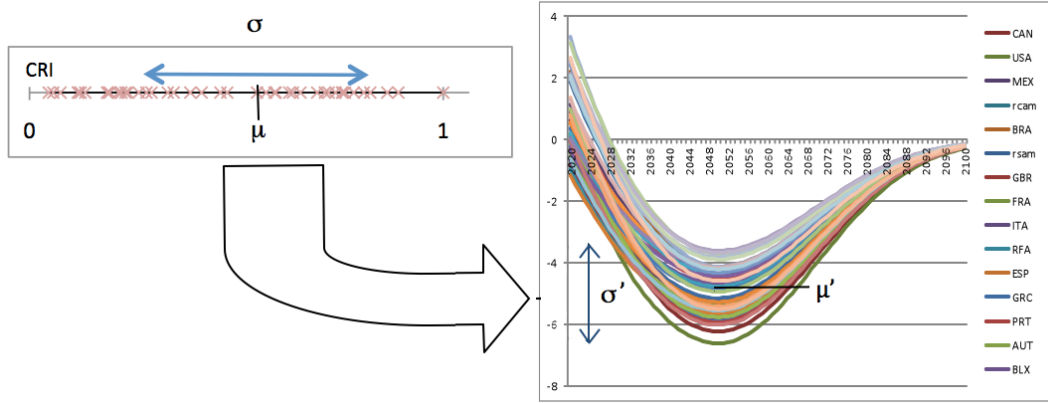 σ
CRI
0
μ
1
4
2
0
-2
-4
-6
-8
2020
2024
2028
2032
2036
2040
2044
2048
2052
2056
2060
2064
2068
2072
2076
2080
2084
2088
2092
2096
2100
σ’
μ’
CAN
USA
MEX
rcam
BRA
rsam
GBR
FRA
ITA
RFA
ESP
GRC
PRT
AUT
BLX